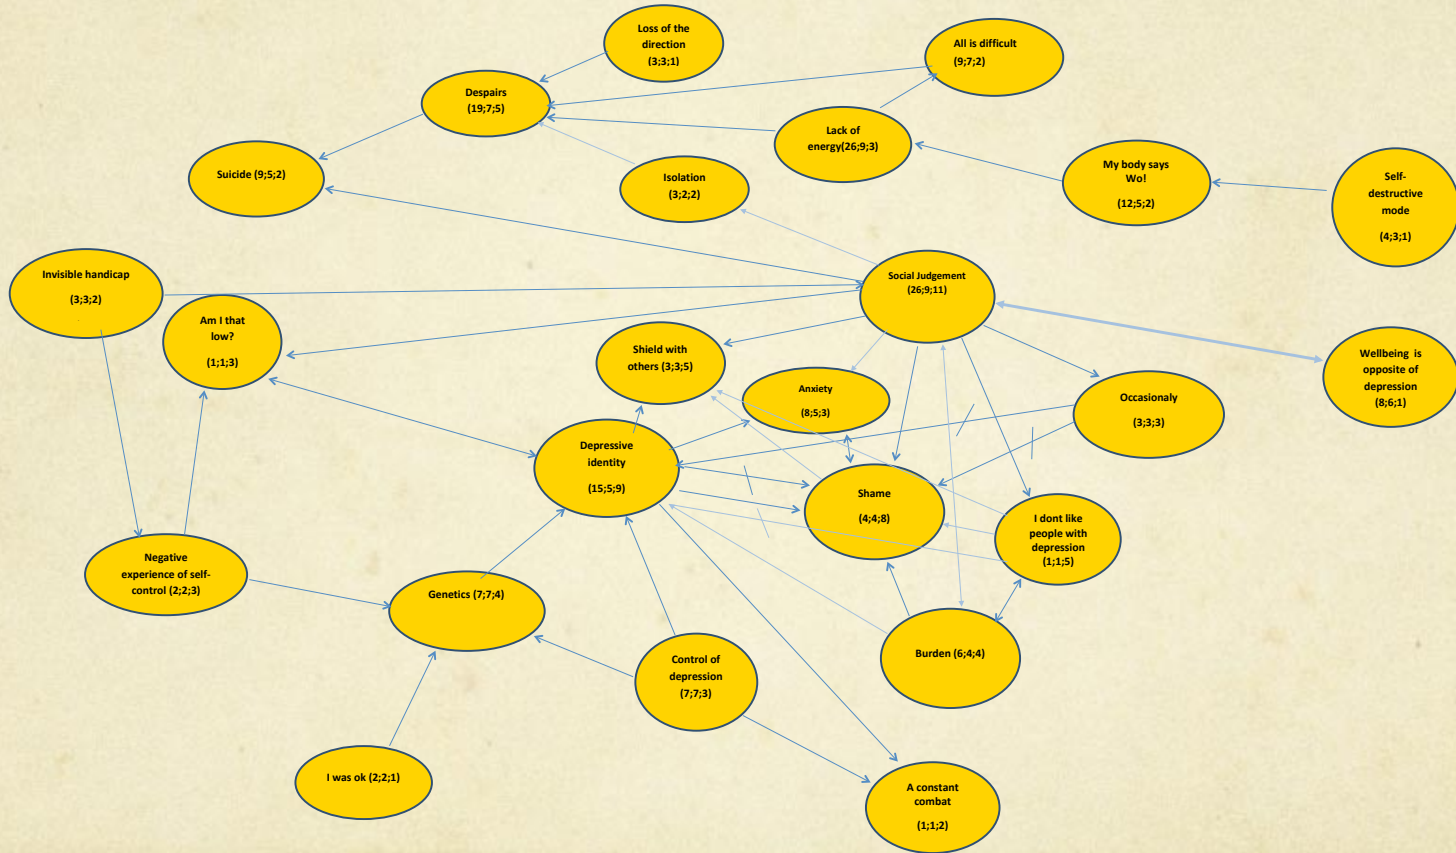 Loss of the
direction
(3;3;1)
All is difficult
(9;7;2)
Despairs
(19;7;5)
Lack of
energy(26;9;3)
Suicide (9;5;2)
Isolation
(3;2;2)
My body says
Wo!
(12;5;2)
Self-
destructive
mode
(4;3;1)
Invisible handicap
(3;3;2)
Social Judgement
(26;9;11)
Am I that
low?
(1;1;3)
Shield with
others (3;3;5)
Anxiety
(8;5;3)
Occasionaly
(3;3;3)
Wellbeing is
opposite of
depression
(8;6;1)
Depressive
identity
(15;5;9)
Shame
(4;4;8)
I dont like
people with
depression
(1;1;5)
Negative
experience of self-
control (2;2;3)
Genetics (7;7;4)
Control of
depression
(7;7;3)
Burden (6;4;4)
I was ok (2;2;1)
A constant
combat
(1;1;2)